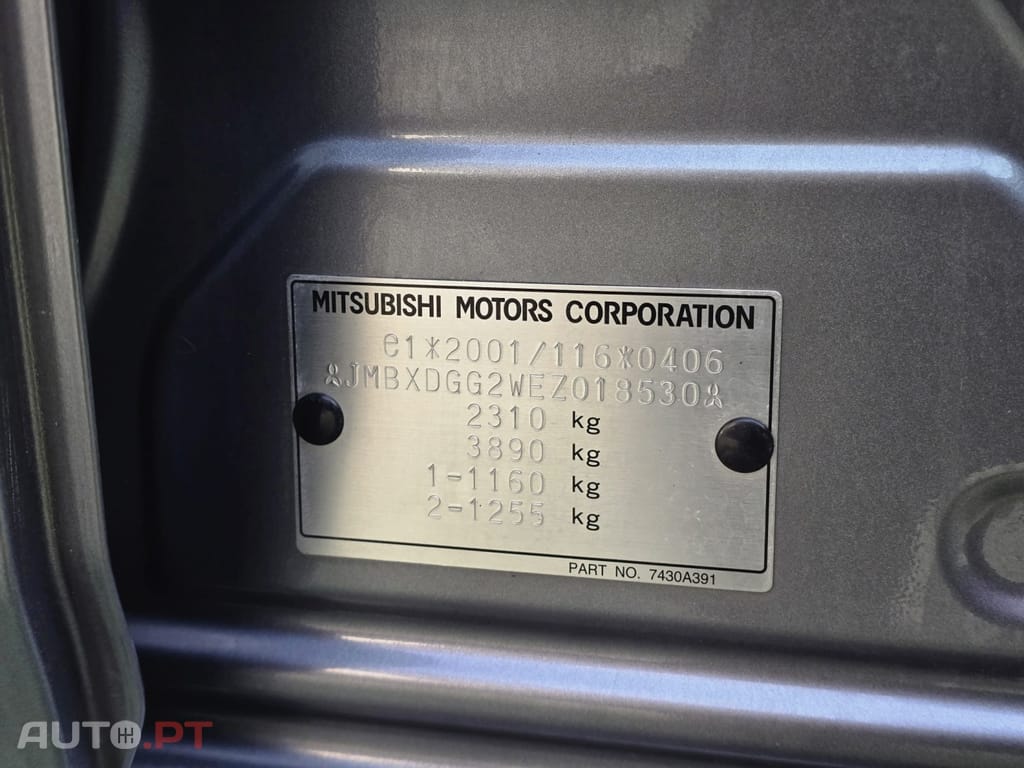 MITSUBISHI MOTORS CORPORATION
e1*2001/116*0406
JMBXDGG2WEZ018530
2310 kg
3890 kg
1-1160 kg
2-1255 kg
PART NO. 7430A391
AUTO.PT